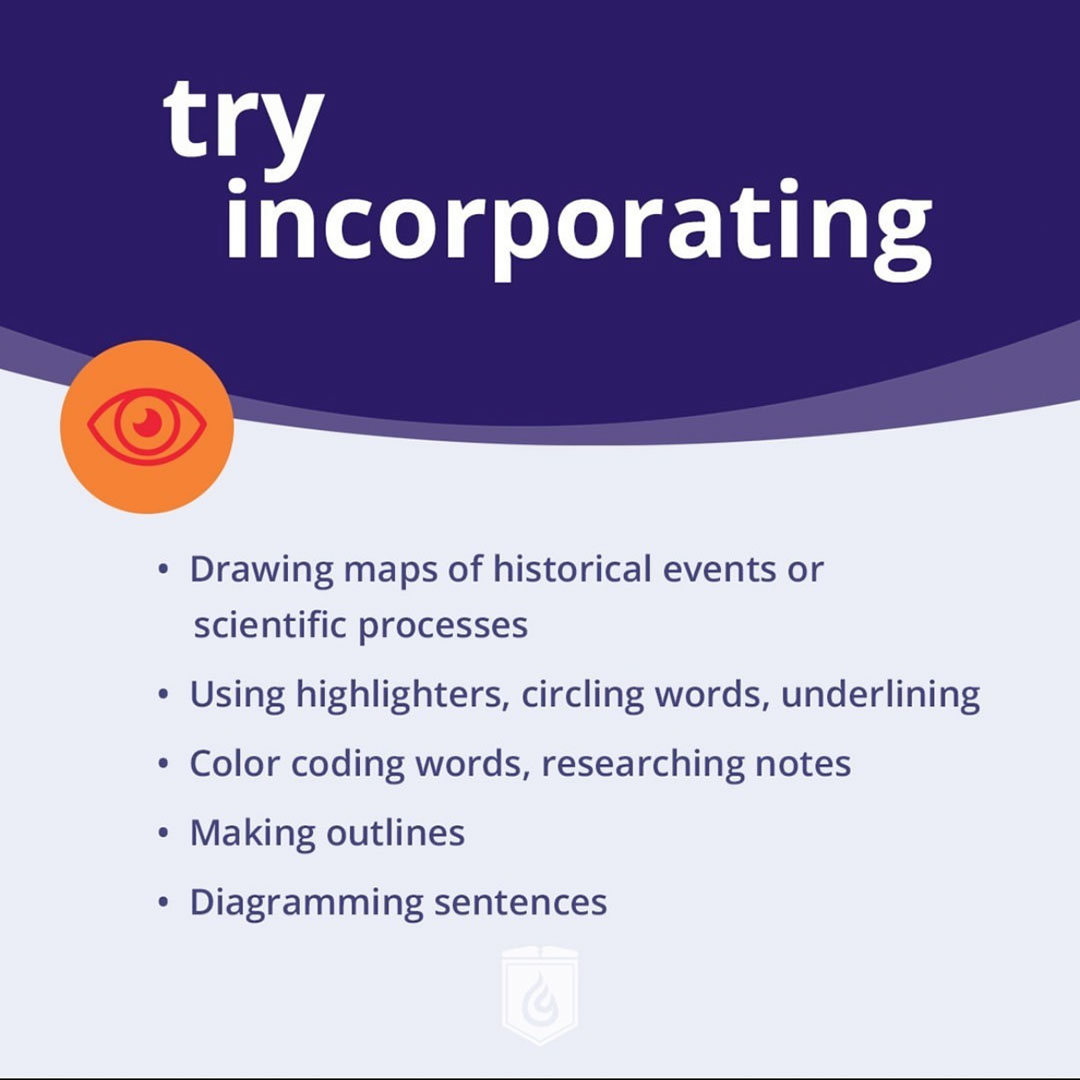 try
incorporating
• Drawing maps of historical events or
scientific processes
• Using highlighters, circling words, underlining
• Color coding words, researching notes
• Making outlines
• Diagramming sentences